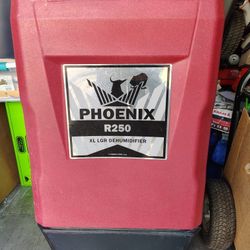 PHOENIX
R250
XL LGR DEHUMIDIFIER